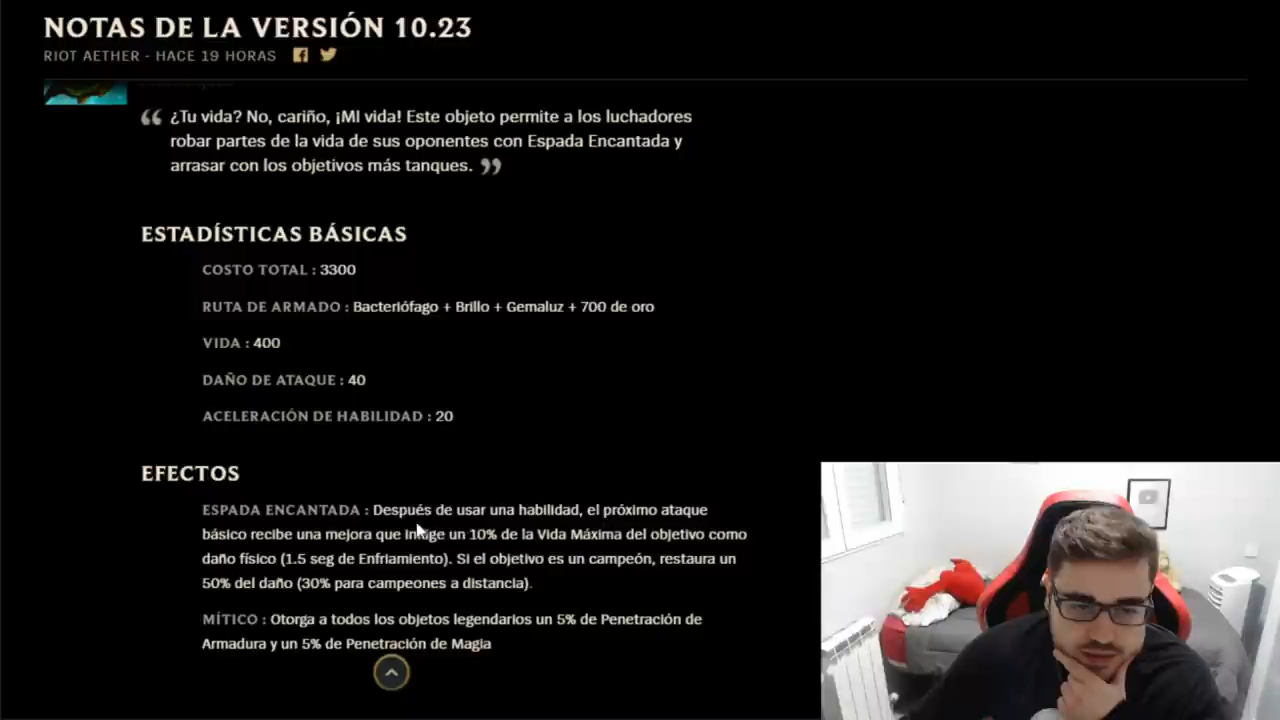 NOTAS DE LA VERSIÓN 10.23
RIOT AETHER - HACE 19 HORAS
¿Tu vida? No, cariño, ¡MI vida! Este objeto permite a los luchadores
robar partes de la vida de sus oponentes con Espada Encantada y
arrasar con los objetivos más tanques.
ESTADÍSTICAS BÁSICAS
COSTO TOTAL : 3300
RUTA DE ARMADO : Bacteriófago + Brillo + Gemaluz + 700 de oro
VIDA : 400
DAÑO DE ATAQUE : 40
ACELERACIÓN DE HABILIDAD : 20
EFECTOS
ESPADA ENCANTADA : Después de usar una habilidad, el próximo ataque
básico recibe una mejora que un 10% de la Vida Máxima del objetivo como
daño físico (1.5 seg de Enfriamiento). Si el objetivo es un campeón, restaura un
50% del daño (30% para campeones a distancia).
MÍTICO : Otorga a todos los objetos legendarios un 5% de Penetración de
Armadura y un 5% de Penetración de Magia